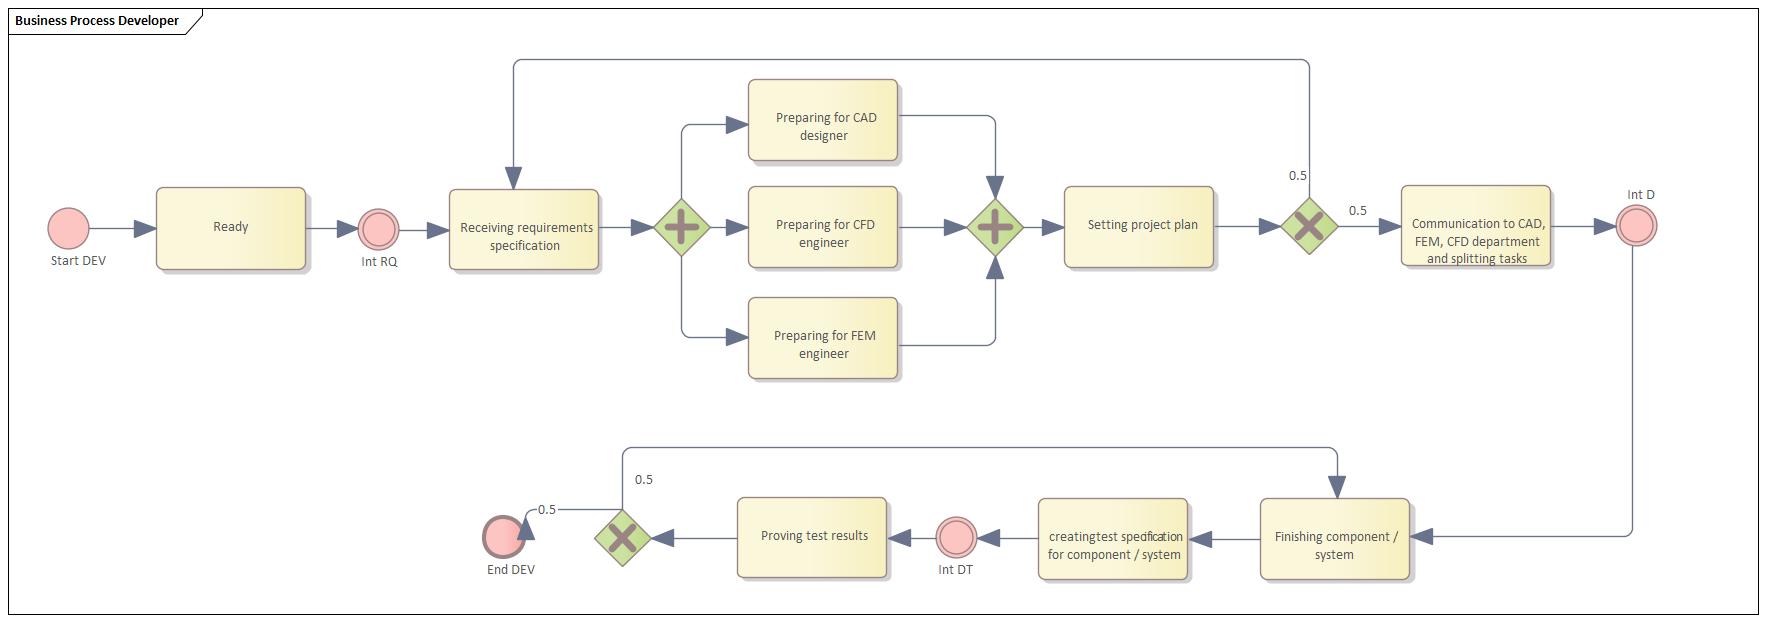 Business Process Developer
Start DEV
Ready
Int RQ
Receiving requirements
specification
Preparing for CAD
designer
Preparing for CFD
engineer
Preparing for FEM
engineer
Setting project plan
0.5
0.5
Communication to CAD,
FEM, CFD department
and splitting tasks
Int D
Finishing component /
system
creatingtest specification
for component / system
Int DT
Proving test results
0.5
0.5
End DEV